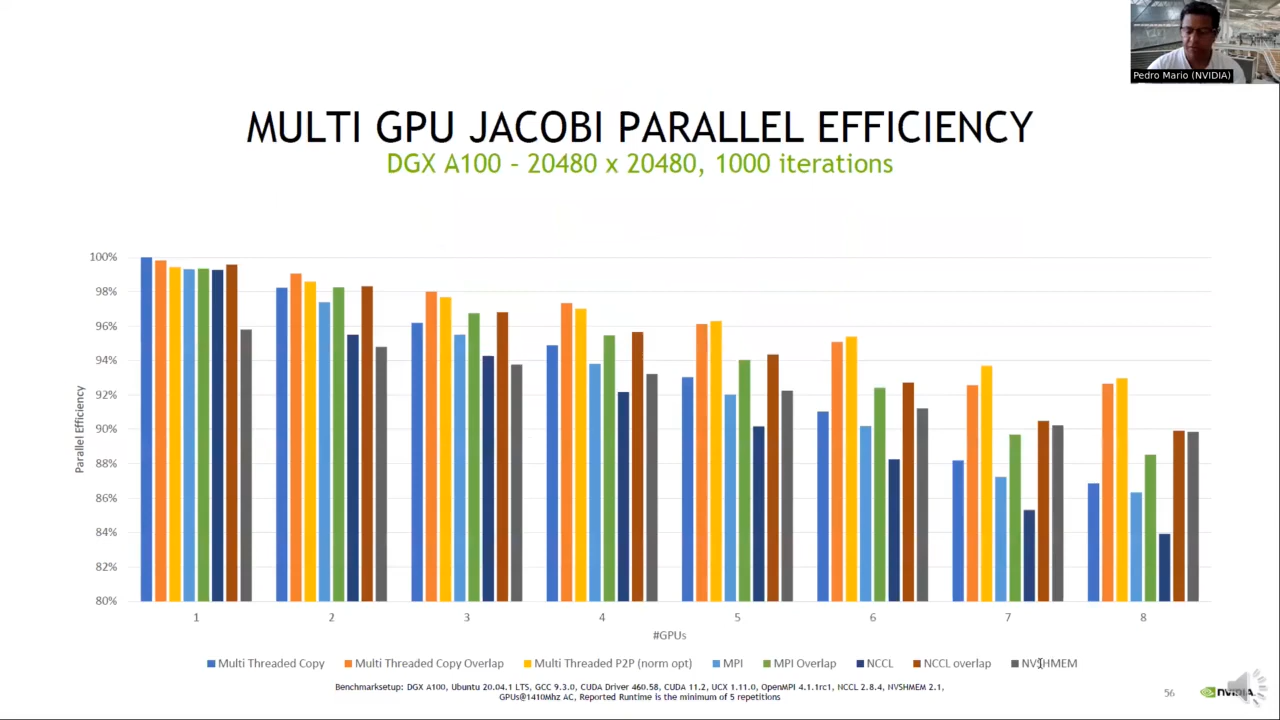 Pedro Mario (NVIDIA)
MULTI GPU JACOBI PARALLEL EFFICIENCY
DGX A100 – 20480 x 20480, 1000 iterations
100%
98%
96%
94%
92%
90%
88%
86%
84%
82%
80%
Parallel Efficiency
1 2 3 4 5 6 7 8
#GPUs
Multi Threaded Copy Multi Threaded Copy Overlap Multi Threaded P2P (norm opt) MPI MPI Overlap NCCL NCCL overlap NVSHMEM
Benchmarksetup: DGX A100, Ubuntu 20.04.1 LTS, GCC 9.3.0, CUDA Driver 460.58, CUDA 11.2, UCX 1.11.0, OpenMPI 4.1.1rc1, NCCL 2.8.4, NVSHMEM 2.1,
GPUs@1410Mhz AC, Reported Runtime is the minimum of 5 repetitions
56
NVIDIA.